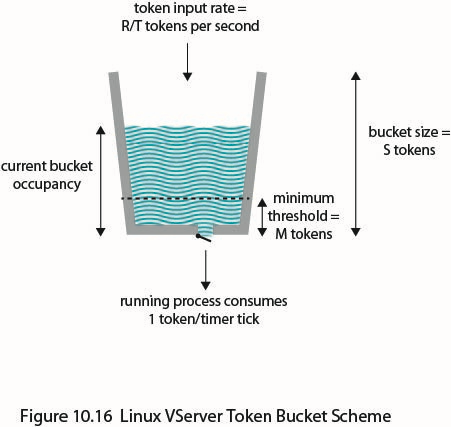 token input rate =
R/T tokens per second
bucket size =
S tokens
current bucket
occupancy
minimum
threshold =
M tokens
running process consumes
1 token/timer tick
Figure 10.16 Linux VServer Token Bucket Scheme